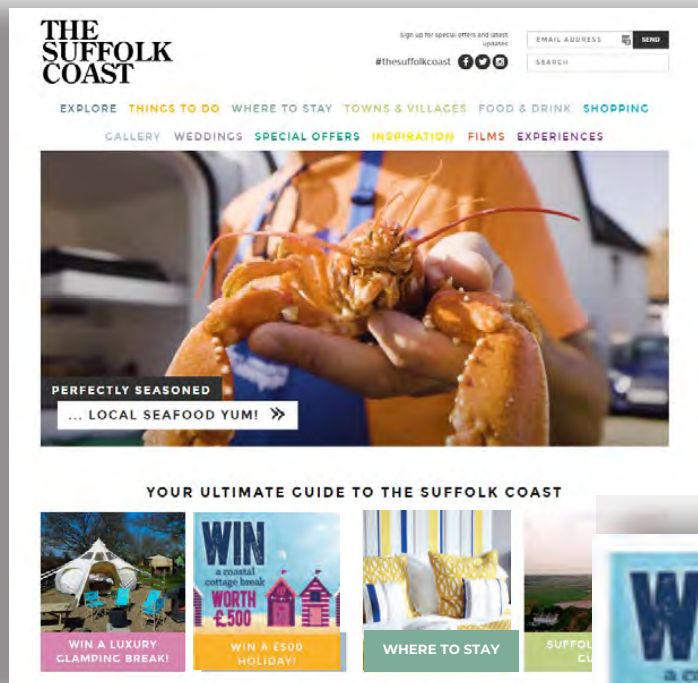 THE
SUFFOLK
COAST
Sign up for special offers and latest
updates
EMAIL ADDRESS
SEND
#thesuffolkcoast
SEARCH
EXPLORE THINGS TO DO WHERE TO STAY TOWNS & VILLAGES FOOD & DRINK SHOPPING
GALLERY WEDDINGS SPECIAL OFFERS INSPIRATION FILMS EXPERIENCES
PERFECTLY SEASONED
... LOCAL SEAFOOD YUM! »
YOUR ULTIMATE GUIDE TO THE SUFFOLK COAST
WIN A LUXURY
GLAMPING BREAK!
WIN
a coastal
cottage break
WORTH
£500
WIN A £500
HOLIDAY!
WHERE TO STAY